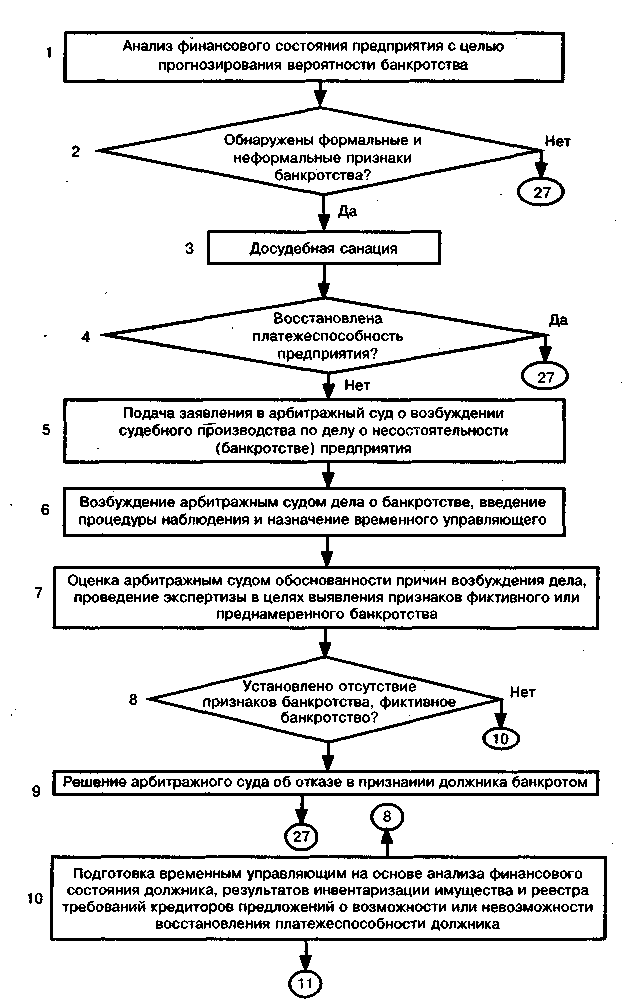 1
Анализ финансового состояния предприятия с целью
прогнозирования вероятности банкротства
2
Обнаружены формальные и
неформальные признаки
банкротства?
Нет
27
Да
3
Досудебная санация
4
Восстановлена
платежеспособность
предприятия?
Да
27
Нет
5
Подача заявления в арбитражный суд о возбуждении
судебного производства по делу о несостоятельности
(банкротстве) предприятия
6
Возбуждение арбитражным судом дела о банкротстве, введение
процедуры наблюдения и назначение временного управляющего
7
Оценка арбитражным судом обоснованности причин возбуждения дела,
проведение экспертизы в целях выявления признаков фиктивного или
преднамеренного банкротства
8
Установлено отсутствие
признаков банкротства, фиктивное
банкротство?
Нет
10
9
Решение арбитражного суда об отказе в признании должника банкротом
27
8
10
Подготовка временным управляющим на основе анализа финансового
состояния должника, результатов инвентаризации имущества и реестра
требований кредиторов предложений о возможности или невозможности
восстановления платежеспособности должника
11